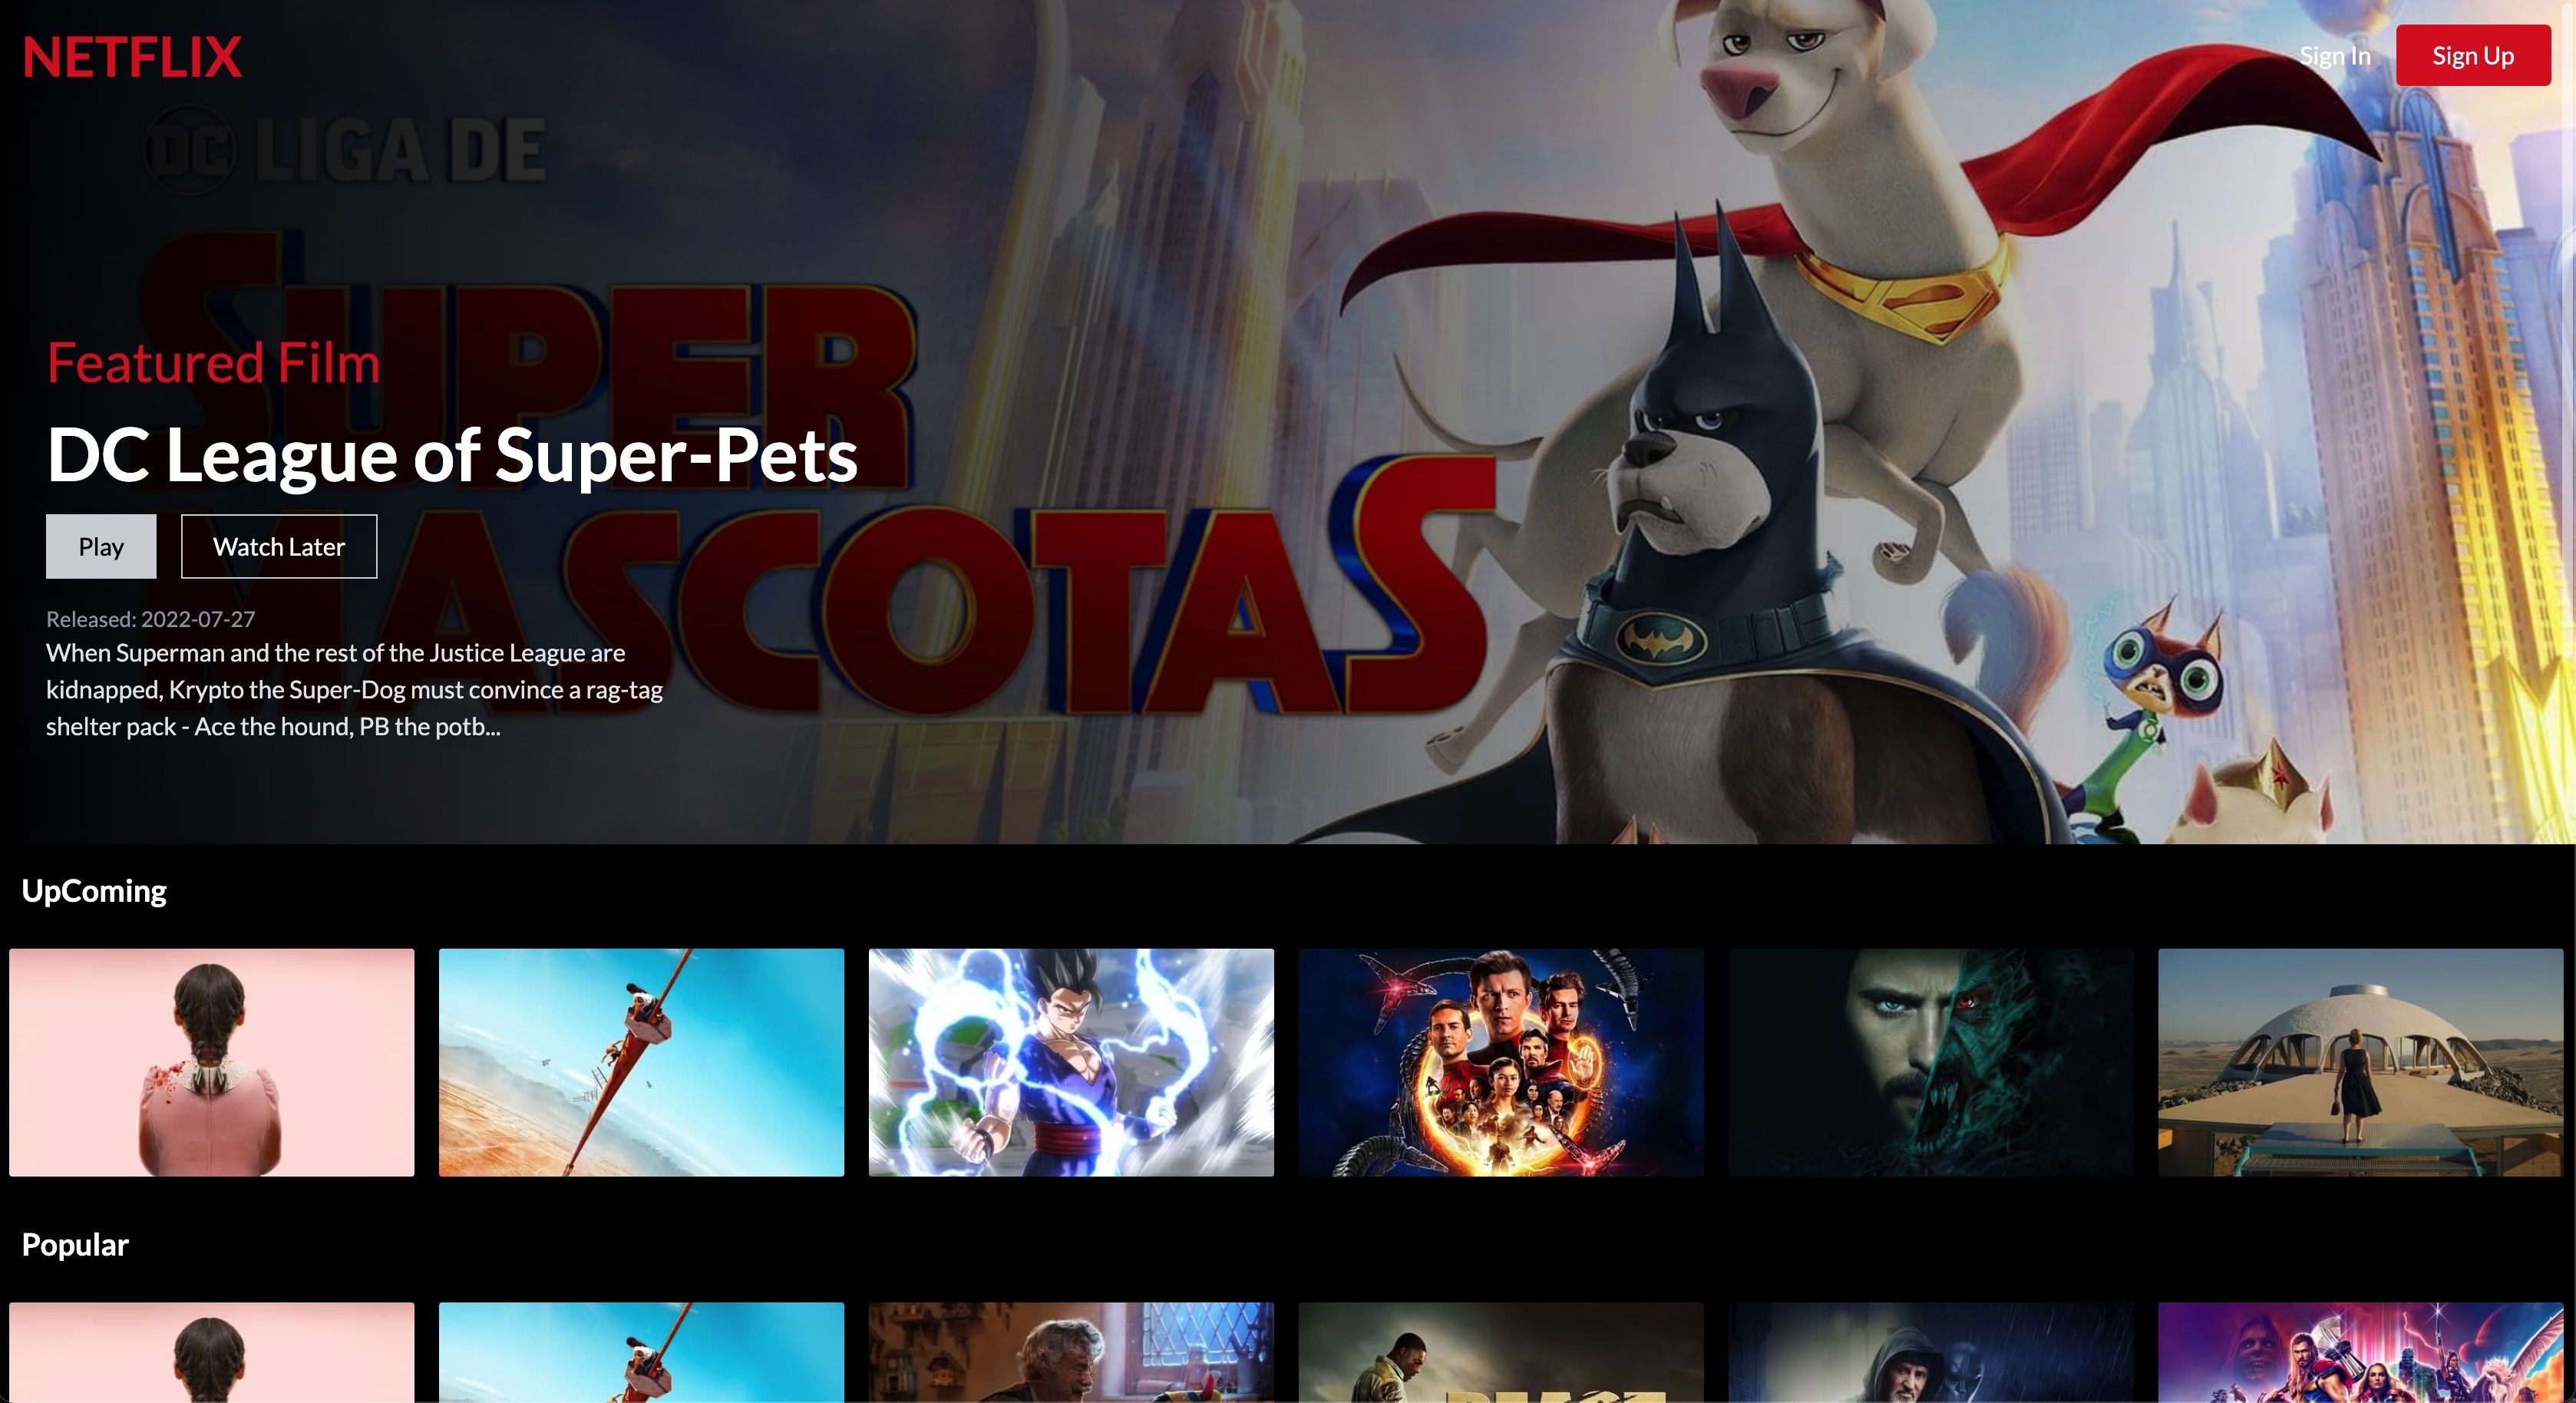 NETFLIX
Sign In
Sign Up
DC LIGA DE
SUPER
MASCOTAS
Featured Film
DC League of Super-Pets
Play
Watch Later
Released: 2022-07-27
When Superman and the rest of the Justice League are
kidnapped, Krypto the Super-Dog must convince a rag-tag
shelter pack - Ace the hound, PB the potb...
UpComing
Popular
BEAST